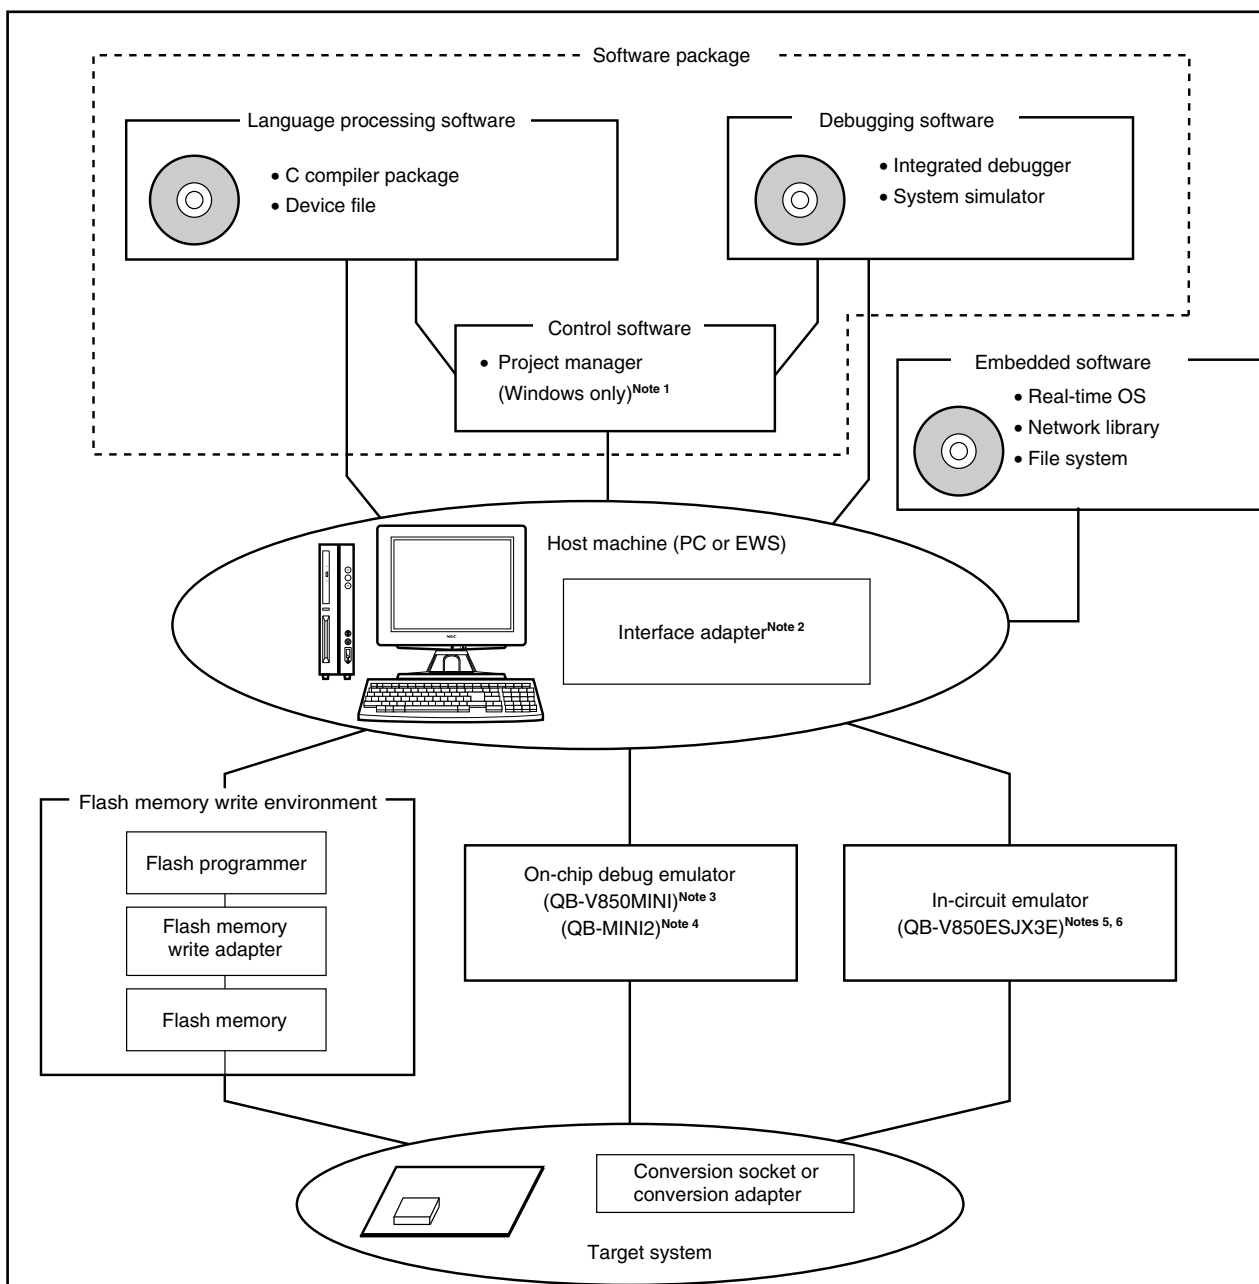 Software package
Language processing software
• C compiler package
• Device file
Debugging software
• Integrated debugger
• System simulator
Control software
• Project manager
(Windows only)Note 1
Embedded software
• Real-time OS
• Network library
• File system
Host machine (PC or EWS)
Interface adapterNote 2
NEC
Flash memory write environment
Flash programmer
Flash memory
write adapter
Flash memory
On-chip debug emulator
(QB-V850MINI)Note 3
(QB-MINI2)Note 4
In-circuit emulator
(QB-V850ESJX3E)Notes 5, 6
Conversion socket or
conversion adapter
Target system